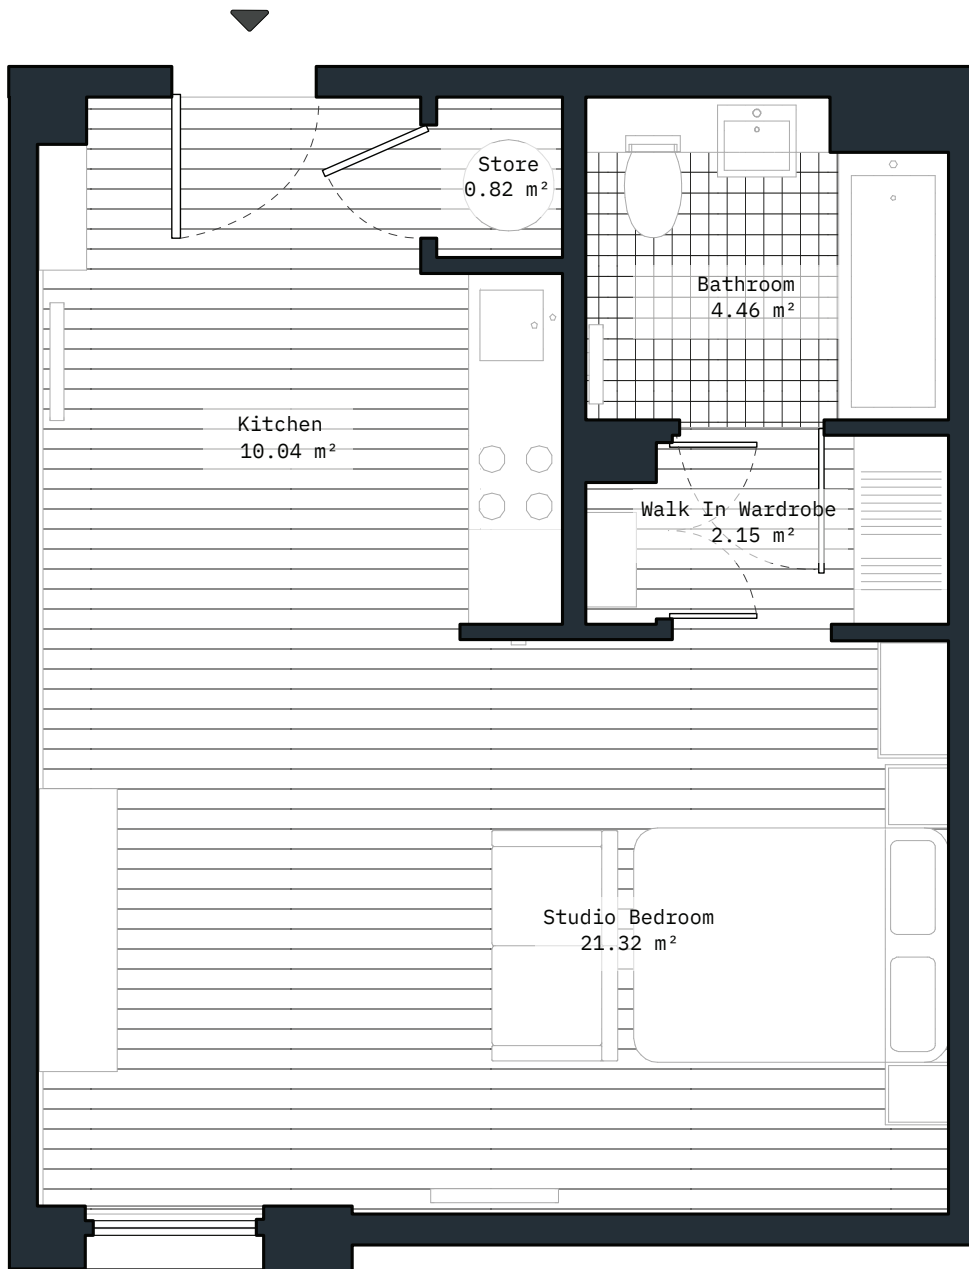 Store
0.82 m²
Bathroom
4.46 m²
Kitchen
10.04 m²
Walk In Wardrobe
2.15 m²
Studio Bedroom
21.32 m²